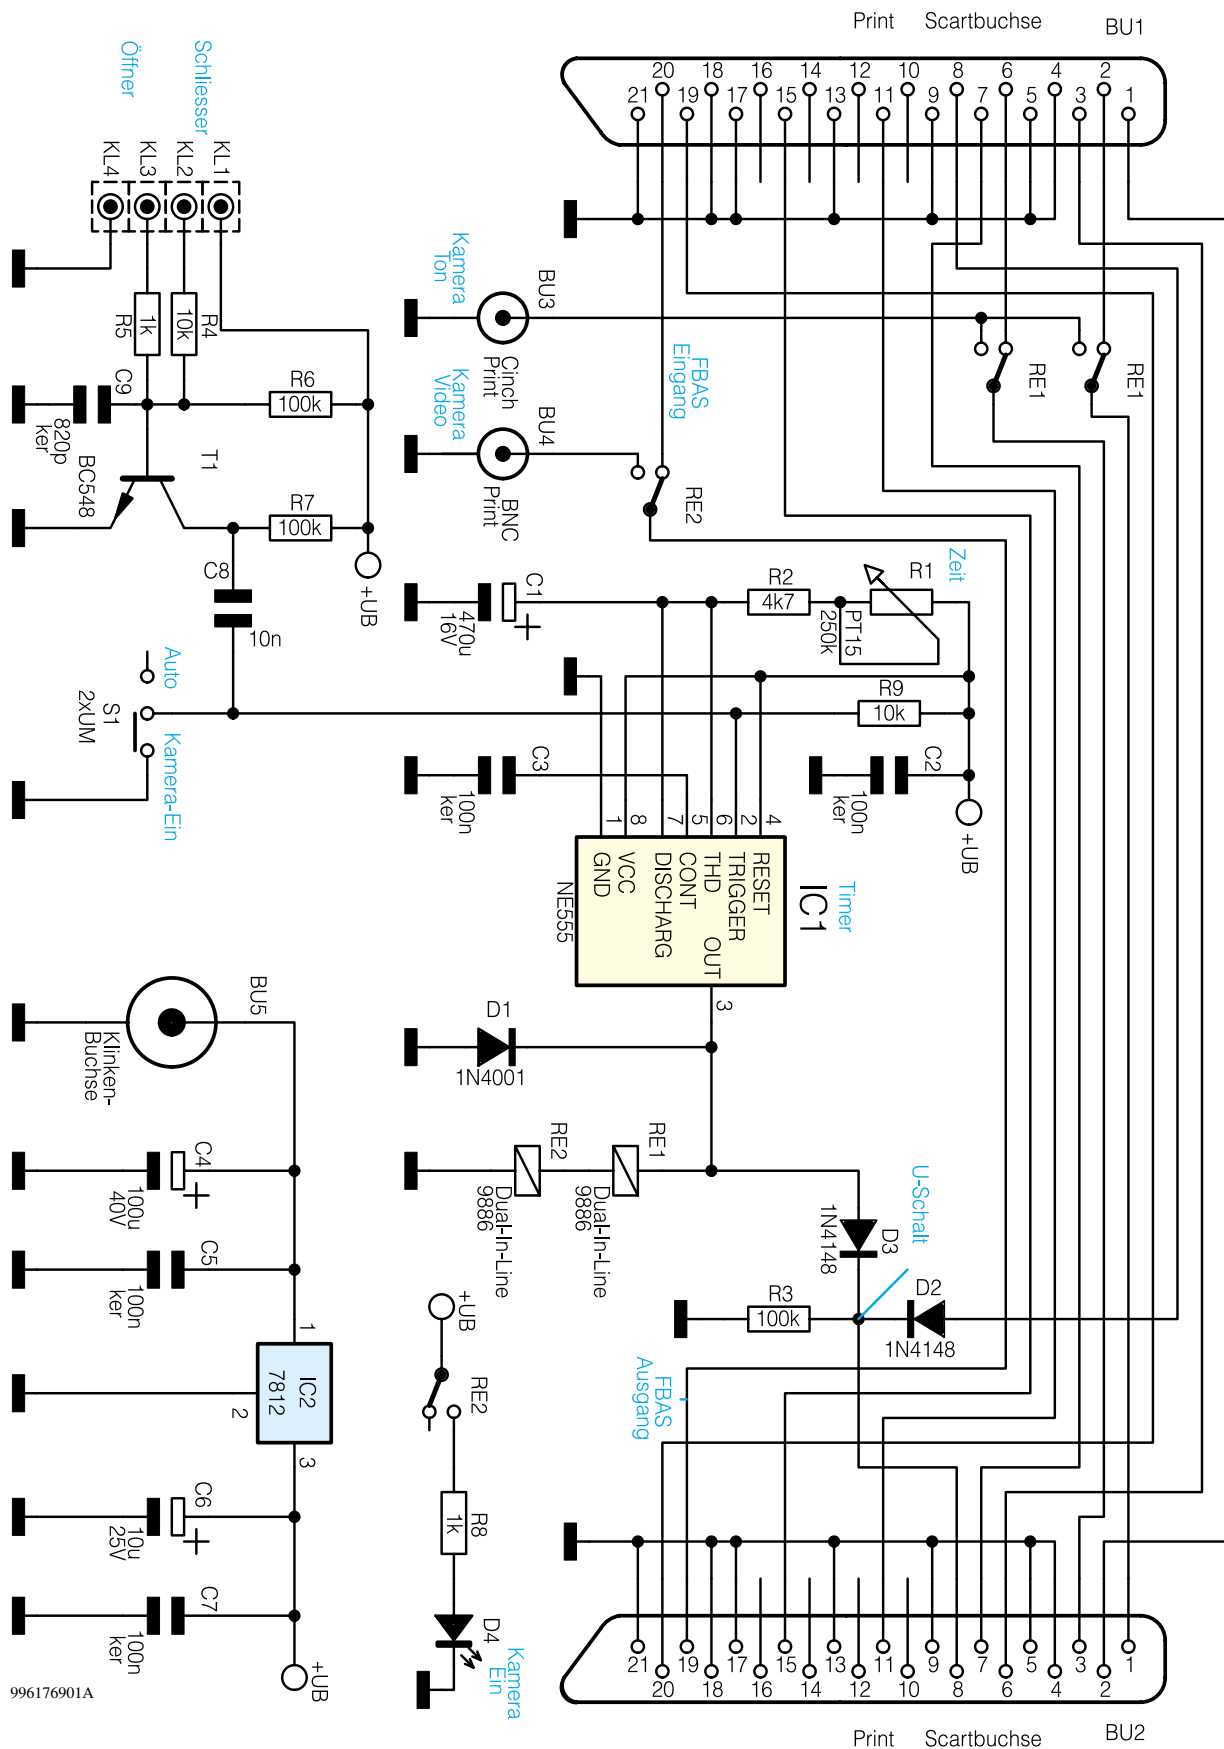 Print Scartbuchse BU1
20 18 16 14 12 10 8 6 4 2
21 19 17 15 13 11 9 7 5 3 1
Öffner
Schliesser
KL4
KL3
KL2
KL1
Kamera
Ton
BU3
Cinch
Print
Kamera
Video
BU4
BNC
Print
FBAS
Eingang
RE1
RE1
RE2
R5
1k
R4
10k
C9
820p
ker
R6
100k
BC548
T1
R7
100k
C8
10n
+UB
C1
470u
16V
R2
4k7
PT15
250k
R1
Zeit
R9
10k
Auto
S1
2xUM
Kamera-Ein
C3
100n
ker
C2
100n
ker
+UB
1 8 7 5 6 2 4
GND
VCC
DISCHARG
CONT
THD
TRIGGER
RESET
OUT
3
NE555
IC1
Timer
BU5
Klinken-
Buchse
D1
1N4001
RE2
Dual-In-Line
9886
RE1
Dual-In-Line
9886
D3
1N4148
U-Schalt
D2
1N4148
R3
100k
C4
100u
40V
C5
100n
ker
1
IC2
7812
2
3
C6
10u
25V
C7
100n
ker
+UB
+UB
RE2
R8
1k
D4
Kamera
Ein
FBAS
Ausgang
21 19 17 15 13 11 9 7 5 3 1
20 18 16 14 12 10 8 6 4 2
Print Scartbuchse BU2
996176901A